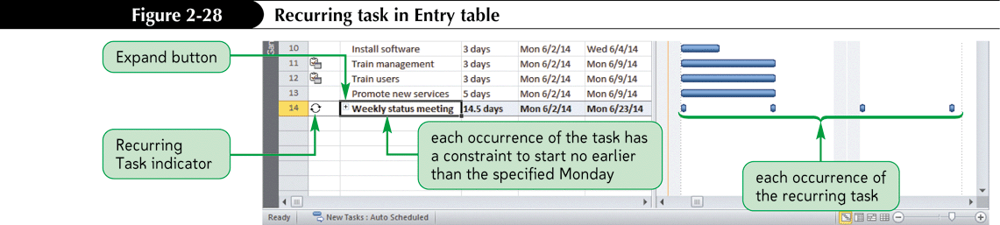 Figure 2-28 Recurring task in Entry table
Expand button
10 Install software 3 days Mon 6/2/14 Wed 6/4/14
11 Train management 3 days Mon 6/2/14 Mon 6/9/14
12 Train users 3 days Mon 6/2/14 Mon 6/9/14
13 Promote new services 5 days Mon 6/2/14 Mon 6/9/14
14 Weekly status meeting 14.5 days Mon 6/2/14 Mon 6/23/14
Recurring
Task indicator
each occurrence of the task has
a constraint to start no earlier
than the specified Monday
each occurrence of
the recurring task
Ready New Tasks : Auto Scheduled